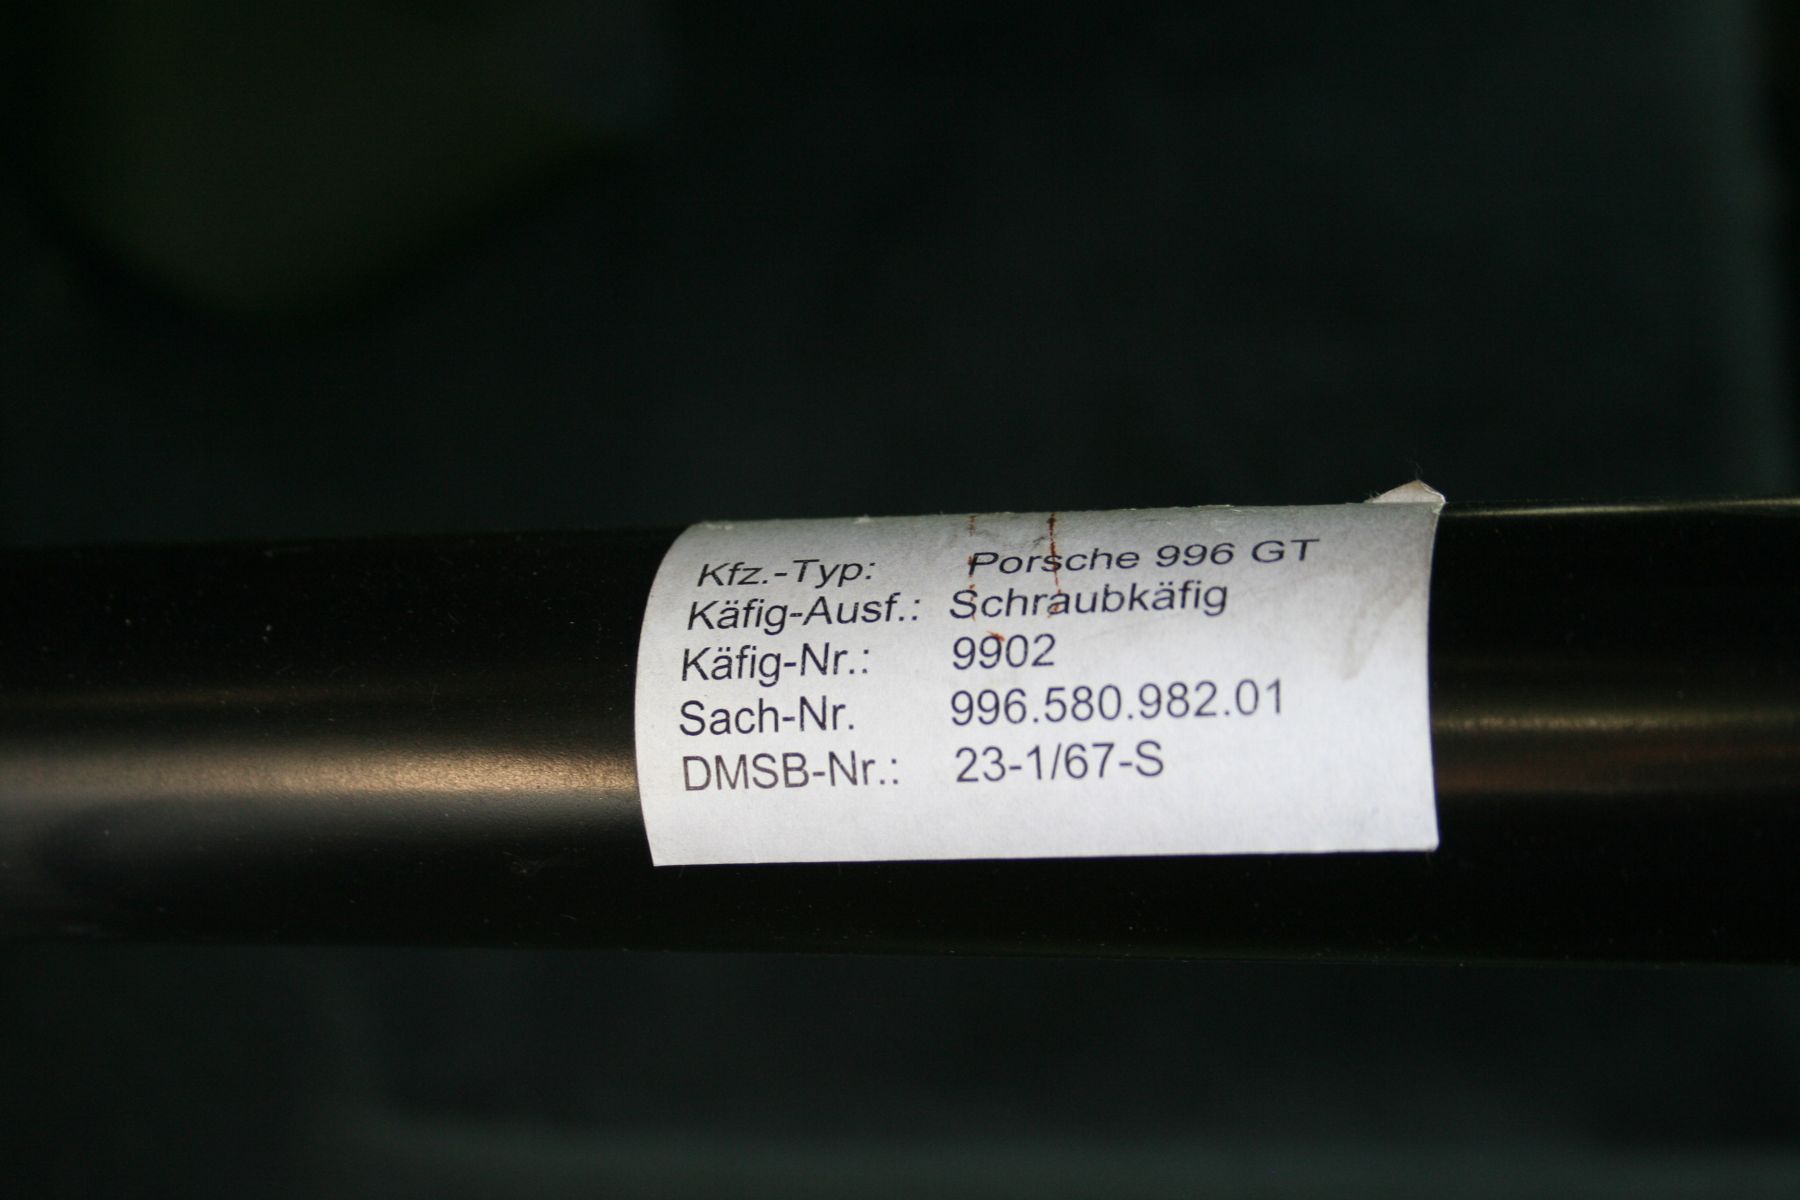 Kfz.-Typ: Porsche 996 GT
Käfig-Ausf.: Schraubkäfig
Käfig-Nr.: 9902
Sach-Nr. 996.580.982.01
DMSB-Nr.: 23-1/67-S